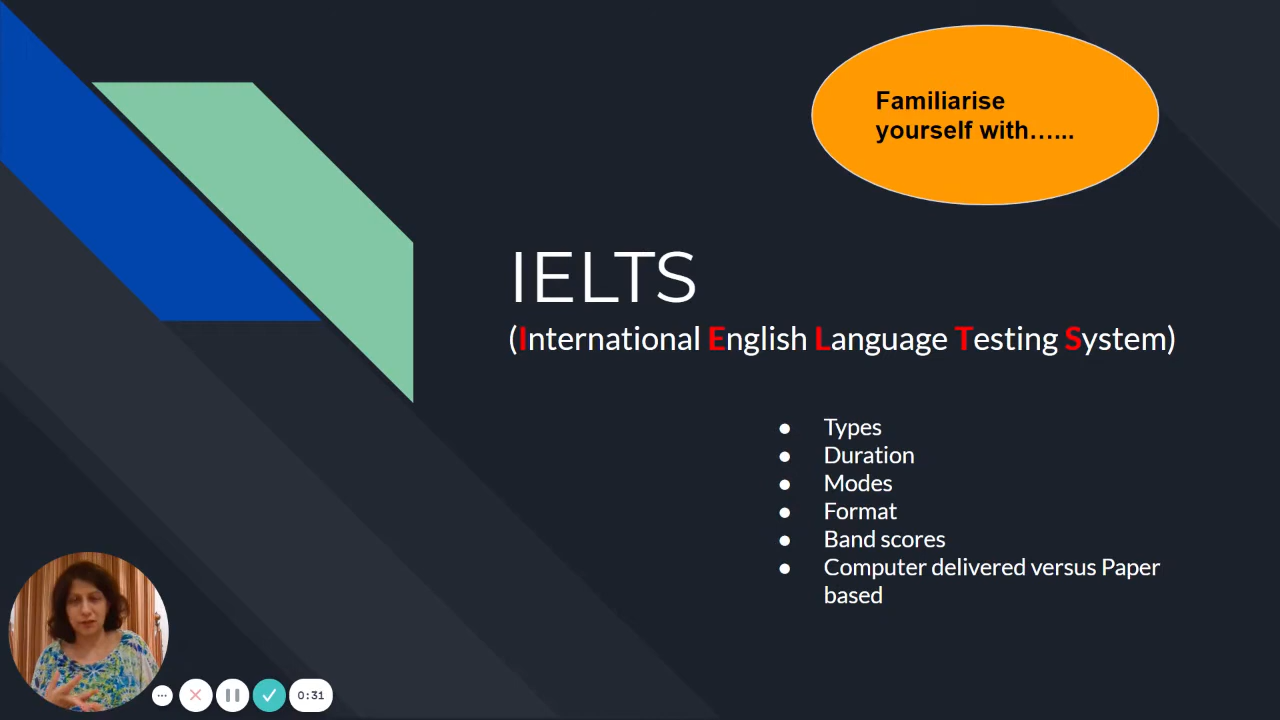 Familiarise
yourself with…...
IELTS
(International English Language Testing System)
● Types
● Duration
● Modes
● Format
● Band scores
● Computer delivered versus Paper
based
0:31